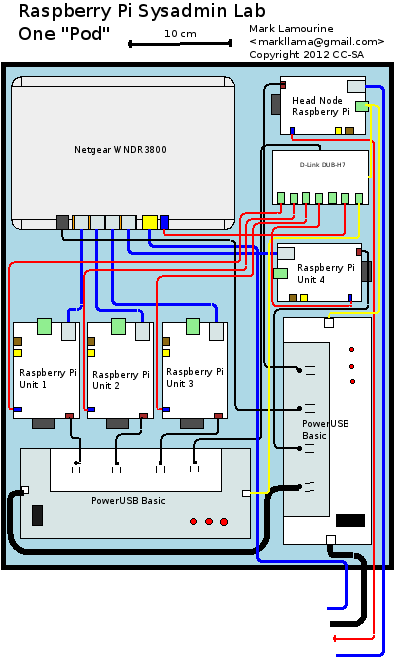 Raspberry Pi Sysadmin Lab
One "Pod"
10 cm
Mark Lamourine
<markllama@gmail.com>
Copyright 2012 CC-SA
Netgear WNDR3800
Head Node
Raspberry Pi
D-Link DUB-H7
Raspberry Pi
Unit 4
Raspberry Pi
Unit 1
Raspberry Pi
Unit 2
Raspberry Pi
Unit 3
PowerUSB
Basic
PowerUSB Basic